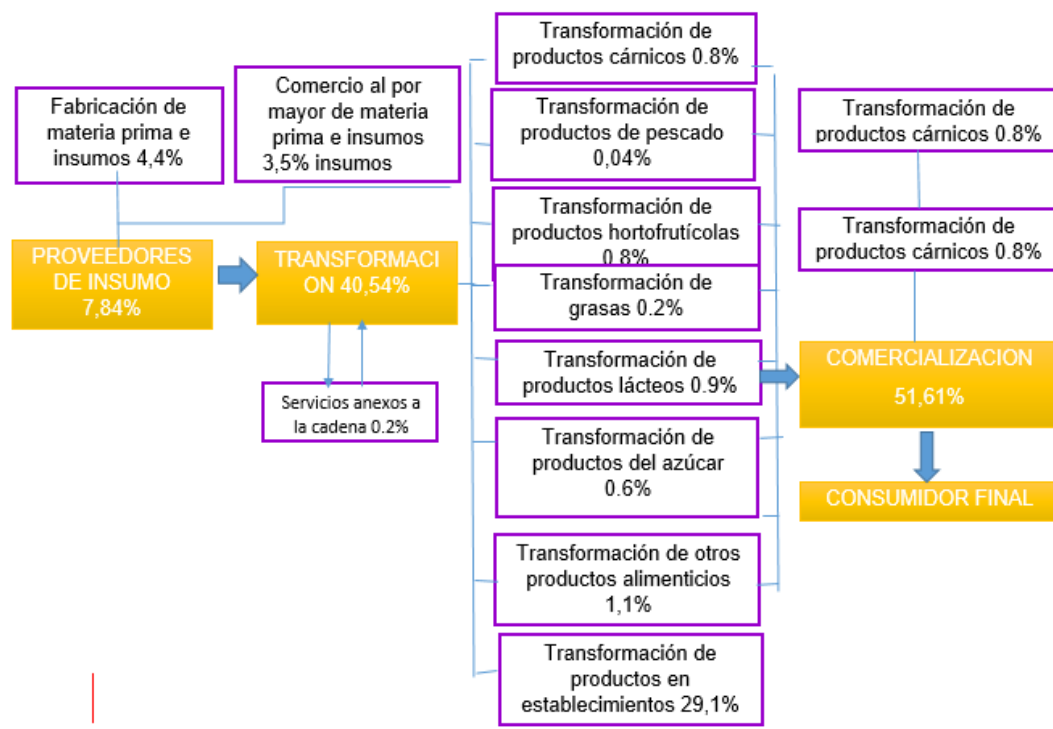 Fabricación de
materia prima e
insumos 4,4%
Comercio al por
mayor de materia
prima e insumos
3,5% insumos
PROVEEDORES
DE INSUMO
7,84%
TRANSFORMACI
ON 40,54%
Servicios anexos a
la cadena 0.2%
Transformación de
productos cárnicos 0.8%
Transformación de
productos de pescado
0,04%
Transformación de
productos hortofrutícolas
0.8%
Transformación de
grasas 0.2%
Transformación de
productos lácteos 0.9%
Transformación de
productos del azúcar
0.6%
Transformación de otros
productos alimenticios
1,1%
Transformación de
productos en
establecimientos 29,1%
Transformación de
productos cárnicos 0.8%
Transformación de
productos cárnicos 0.8%
COMERCIALIZACION
51,61%
CONSUMIDOR FINAL